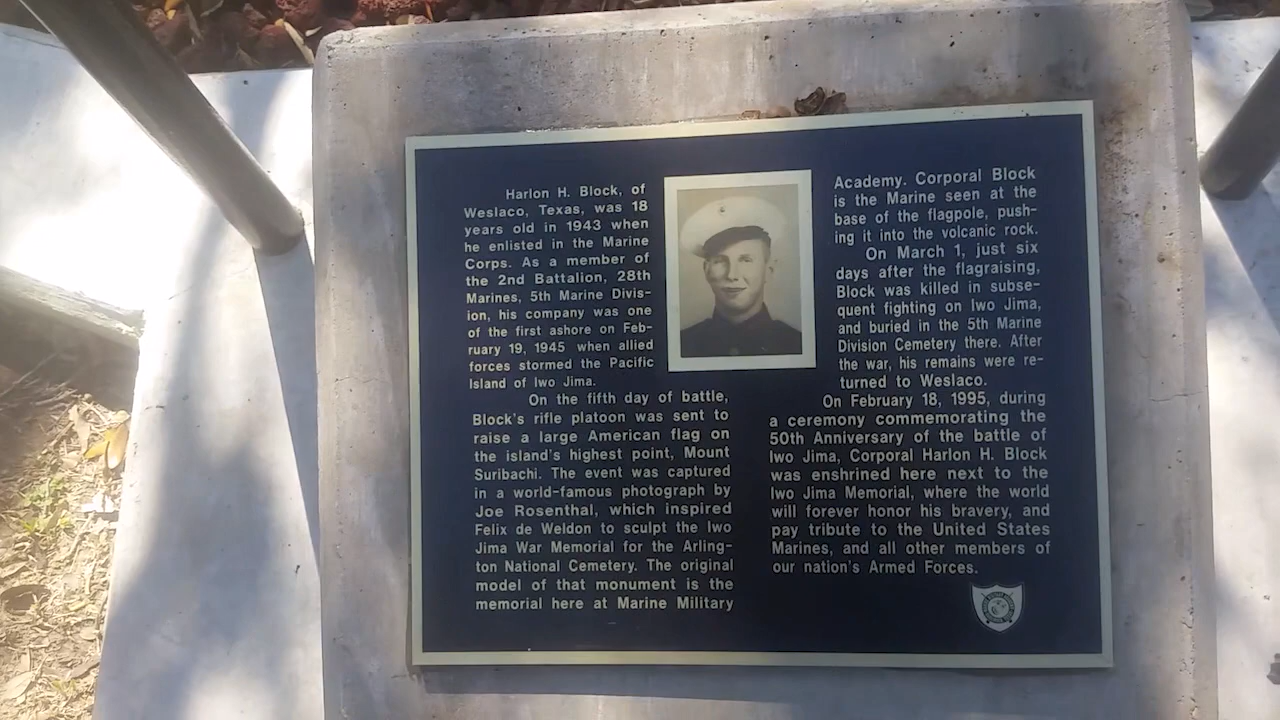 Harlon H. Block, of
Weslaco, Texas, was 18
years old in 1943 when
he enlisted in the Marine
Corps. As a member of
the 2nd Battalion, 28th
Marines, 5th Marine Divis-
ion, his company was one
of the first ashore on Feb-
ruary 19, 1945 when allied
forces stormed the Pacific
Island of Iwo Jima.
On the fifth day of battle,
Block's rifle platoon was sent to
raise a large American flag on
the island's highest point, Mount
Suribachi. The event was captured
in a world-famous photograph by
Joe Rosenthal, which inspired
Felix de Weldon to sculpt the Iwo
Jima War Memorial for the Arling-
ton National Cemetery. The original
model of that monument is the
memorial here at Marine Military
Academy. Corporal Block
is the Marine seen at the
base of the flagpole, push-
ing it into the volcanic rock.
On March 1, just six
days after the flagraising,
Block was killed in subse-
quent fighting on Iwo Jima,
and buried in the 5th Marine
Division Cemetery there. After
the war, his remains were re-
turned to Weslaco.
On February 18, 1995, during
a ceremony commemorating the
50th Anniversary of the battle of
Iwo Jima, Corporal Harlon H. Block
was enshrined here next to the
Iwo Jima Memorial, where the world
will forever honor his bravery, and
pay tribute to the United States
Marines, and all other members of
our nation's Armed Forces.